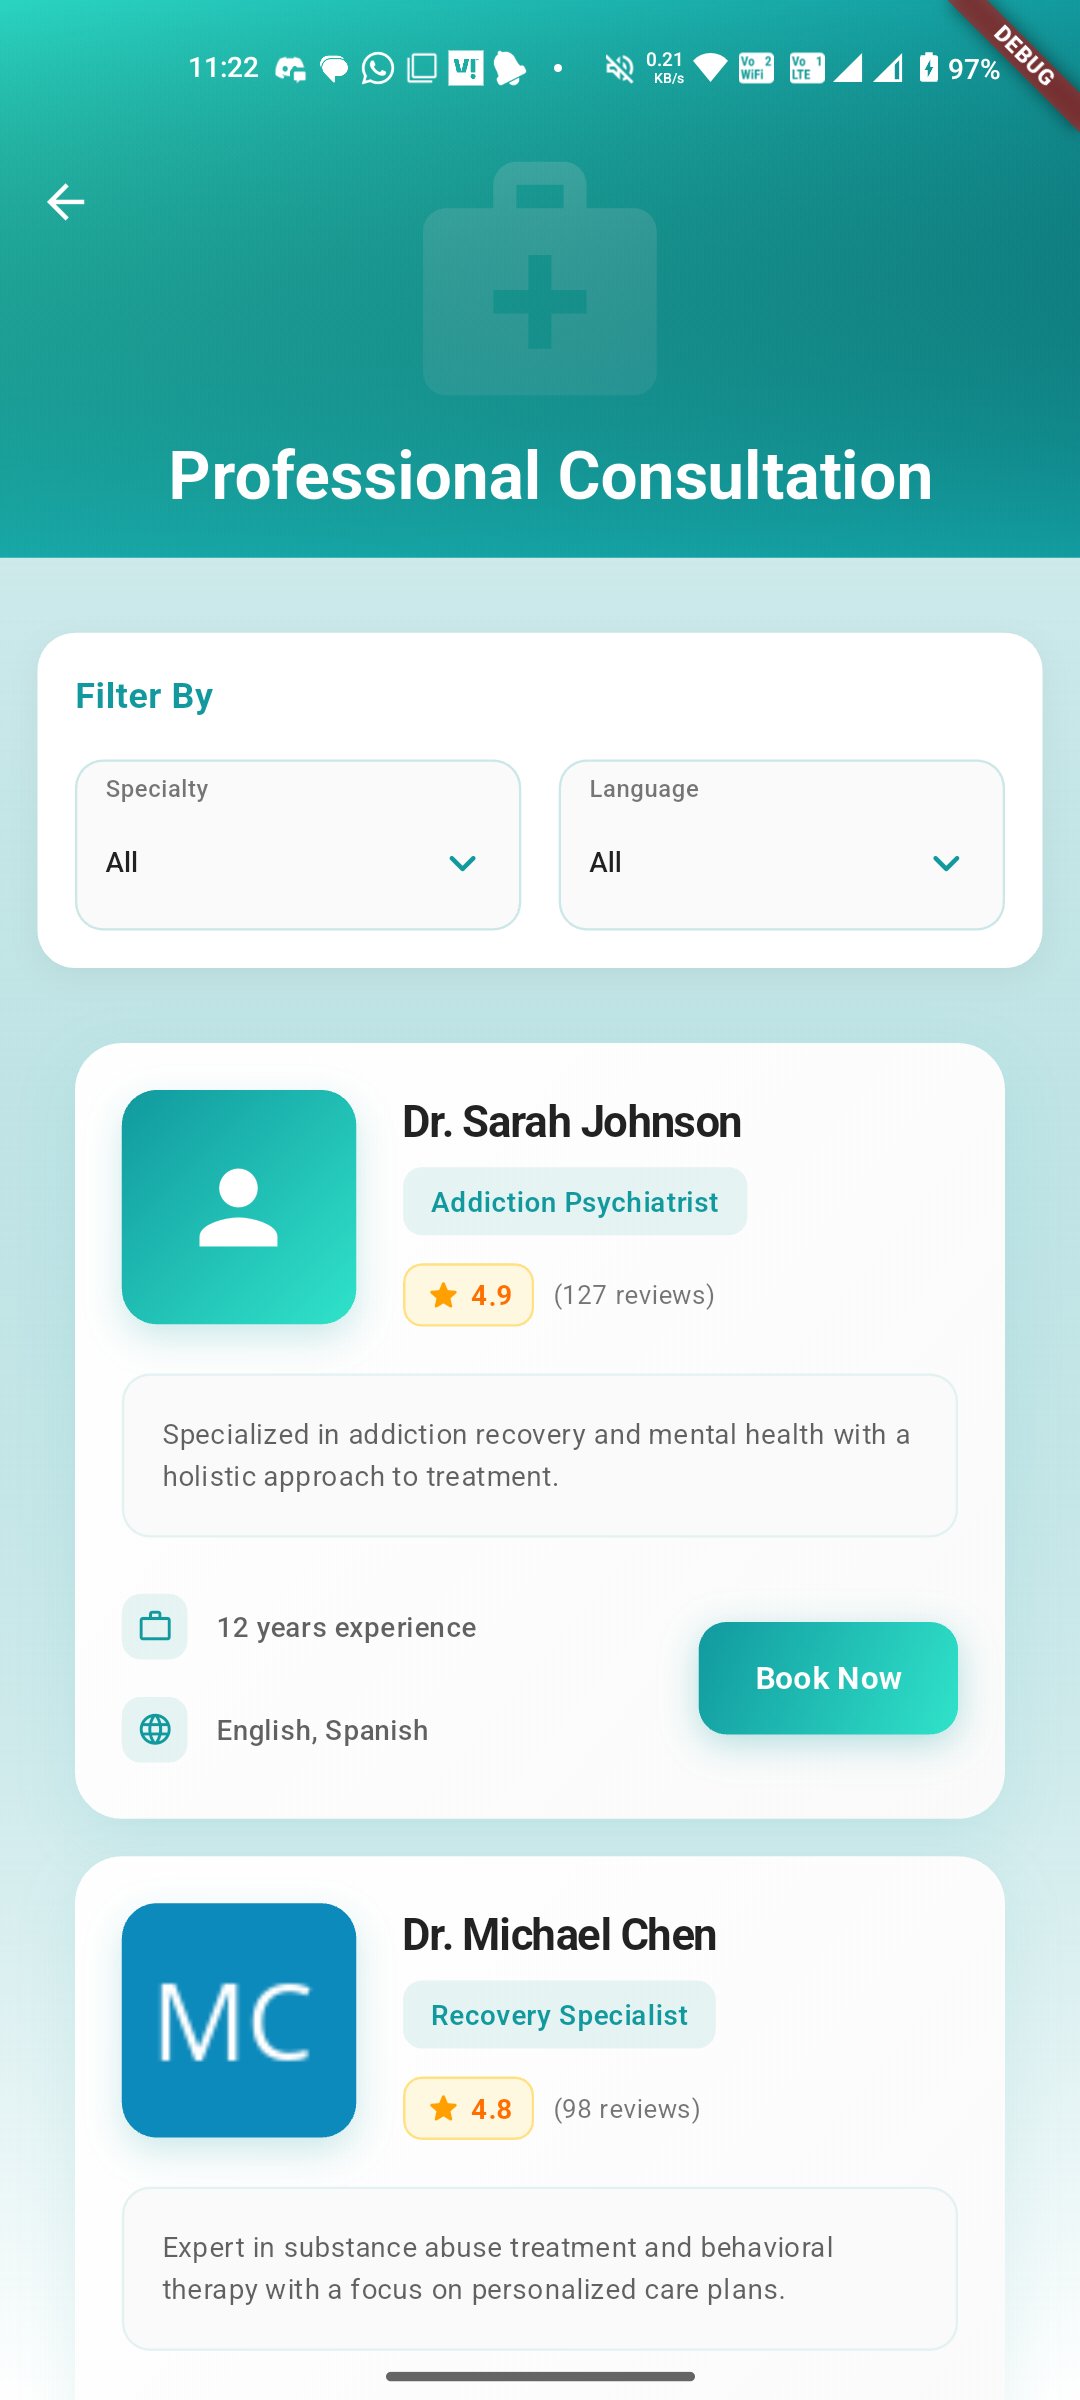 11:22
VI!
0.21
KB/s
Vo 2
WiFi
Vo 1
LTE
97%
DEBUG
Professional Consultation
Filter By
Specialty
Language
All
All
Dr. Sarah Johnson
Addiction Psychiatrist
4.9 (127 reviews)
Specialized in addiction recovery and mental health with a
holistic approach to treatment.
12 years experience
Book Now
English, Spanish
MC
Dr. Michael Chen
Recovery Specialist
4.8 (98 reviews)
Expert in substance abuse treatment and behavioral
therapy with a focus on personalized care plans.